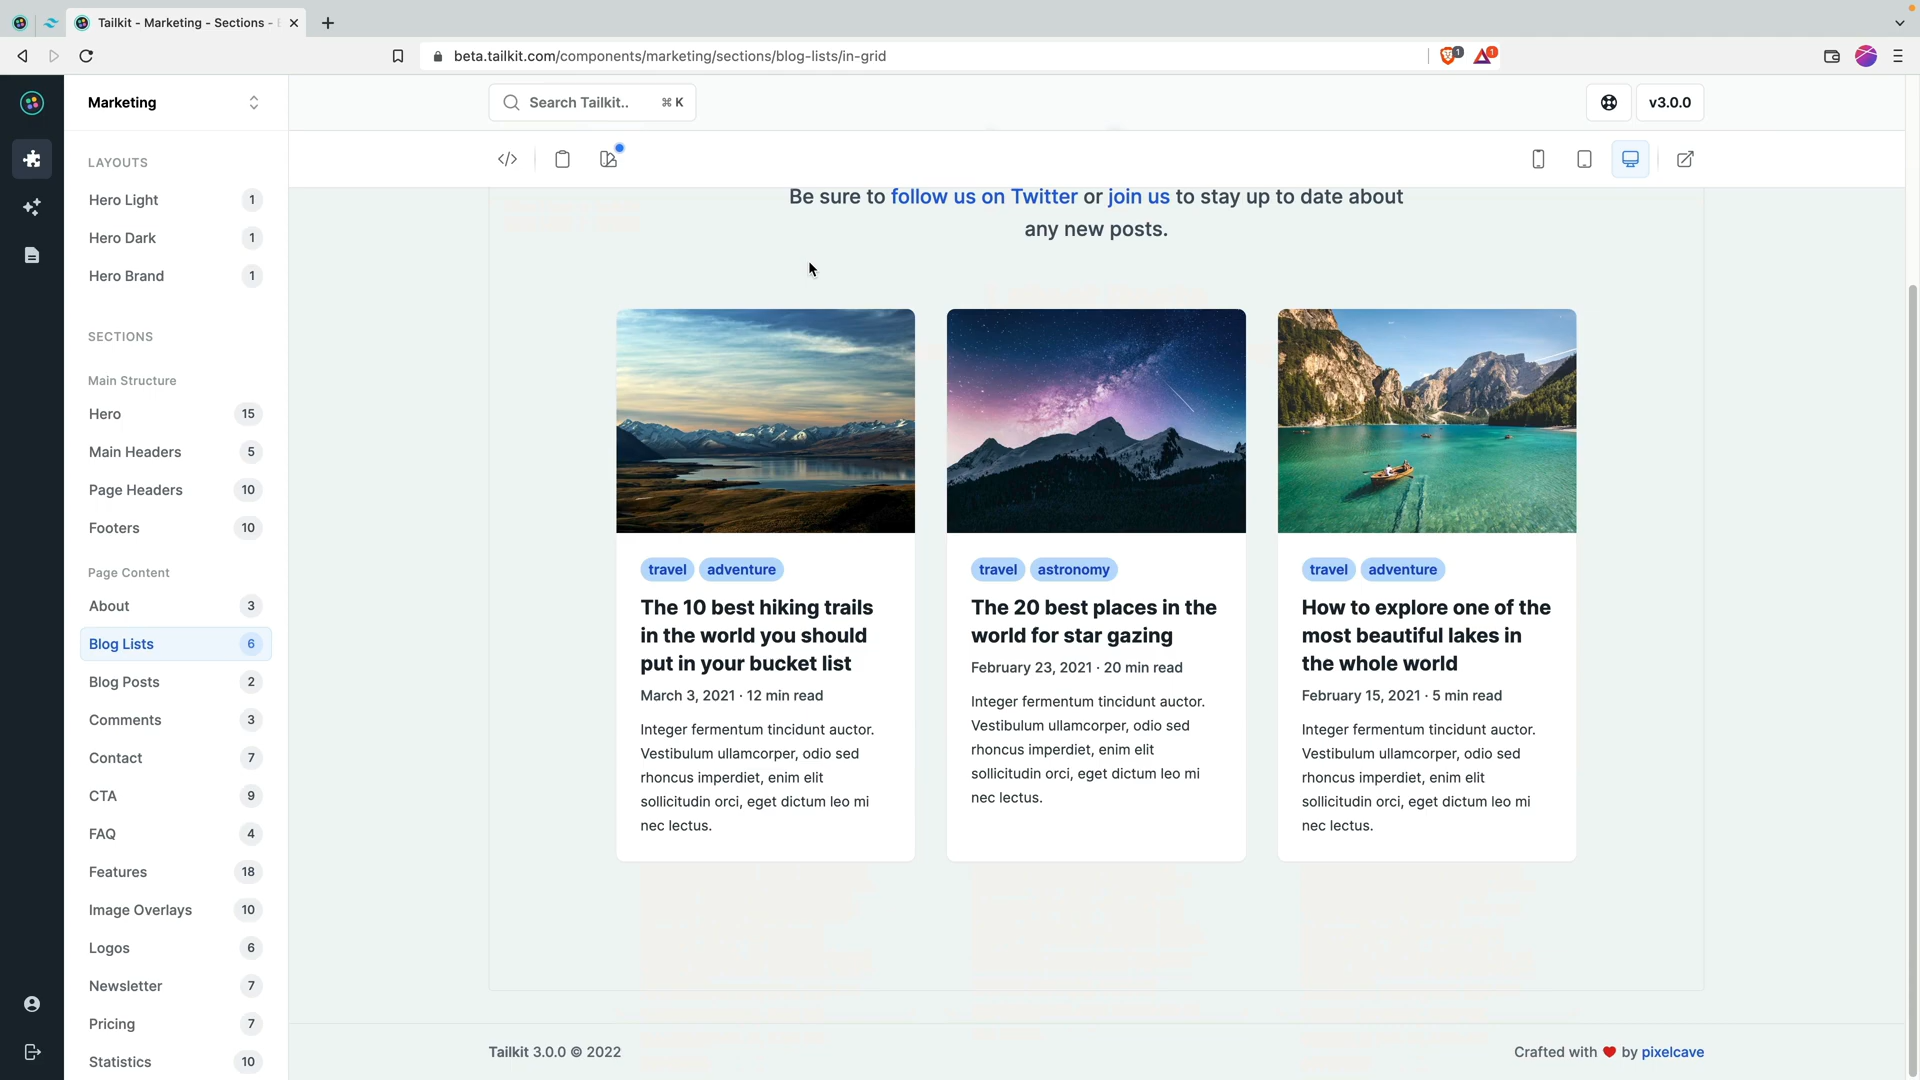 Tailkit - Marketing - Sections -
beta.tailkit.com/components/marketing/sections/blog-lists/in-grid
1
1
Marketing
Search Tailkit..
⌘ K
v3.0.0
LAYOUTS
Hero Light 1
Hero Dark 1
Hero Brand 1
SECTIONS
Main Structure
Hero 15
Main Headers 5
Page Headers 10
Footers 10
Page Content
About 3
Blog Lists 6
Blog Posts 2
Comments 3
Contact 7
CTA 9
FAQ 4
Features 18
Image Overlays 10
Logos 6
Newsletter 7
Pricing 7
Statistics 10
Be sure to follow us on Twitter or join us to stay up to date about
any new posts.
travel adventure
The 10 best hiking trails
in the world you should
put in your bucket list
March 3, 2021 · 12 min read
Integer fermentum tincidunt auctor.
Vestibulum ullamcorper, odio sed
rhoncus imperdiet, enim elit
sollicitudin orci, eget dictum leo mi
nec lectus.
travel astronomy
The 20 best places in the
world for star gazing
February 23, 2021 · 20 min read
Integer fermentum tincidunt auctor.
Vestibulum ullamcorper, odio sed
rhoncus imperdiet, enim elit
sollicitudin orci, eget dictum leo mi
nec lectus.
travel adventure
How to explore one of the
most beautiful lakes in
the whole world
February 15, 2021 · 5 min read
Integer fermentum tincidunt auctor.
Vestibulum ullamcorper, odio sed
rhoncus imperdiet, enim elit
sollicitudin orci, eget dictum leo mi
nec lectus.
Tailkit 3.0.0 © 2022
Crafted with ❤ by pixelcave